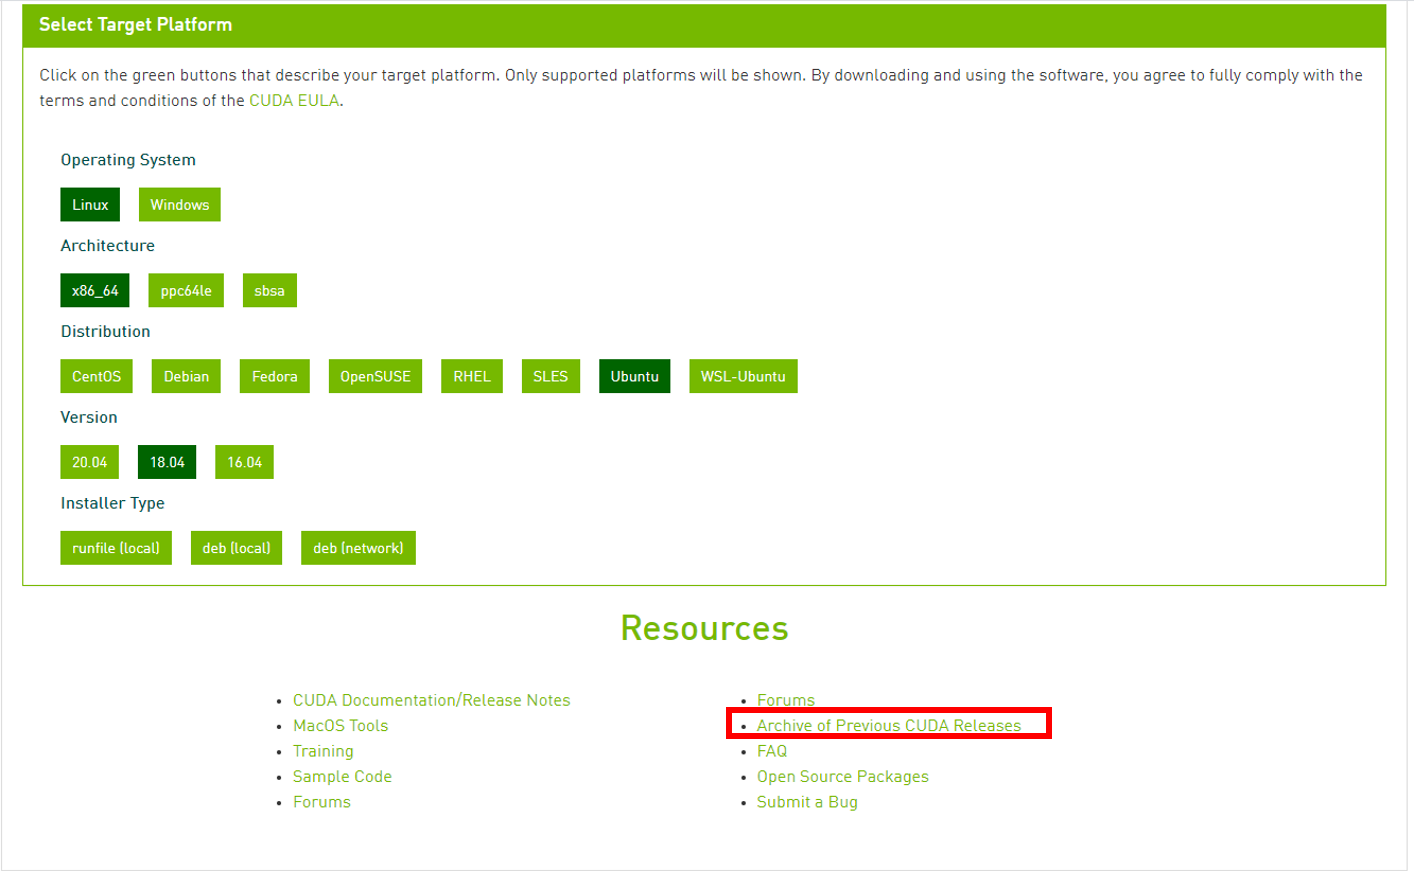 Select Target Platform
Click on the green buttons that describe your target platform. Only supported platforms will be shown. By downloading and using the software, you agree to fully comply with the
terms and conditions of the CUDA EULA.
Operating System
Linux Windows
Architecture
x86_64 ppc64le sbsa
Distribution
CentOS Debian Fedora OpenSUSE RHEL SLES Ubuntu WSL-Ubuntu
Version
20.04 18.04 16.04
Installer Type
runfile (local) deb (local) deb (network)
Resources
CUDA Documentation/Release Notes
MacOS Tools
Training
Sample Code
Forums
Forums
Archive of Previous CUDA Releases
FAQ
Open Source Packages
Submit a Bug